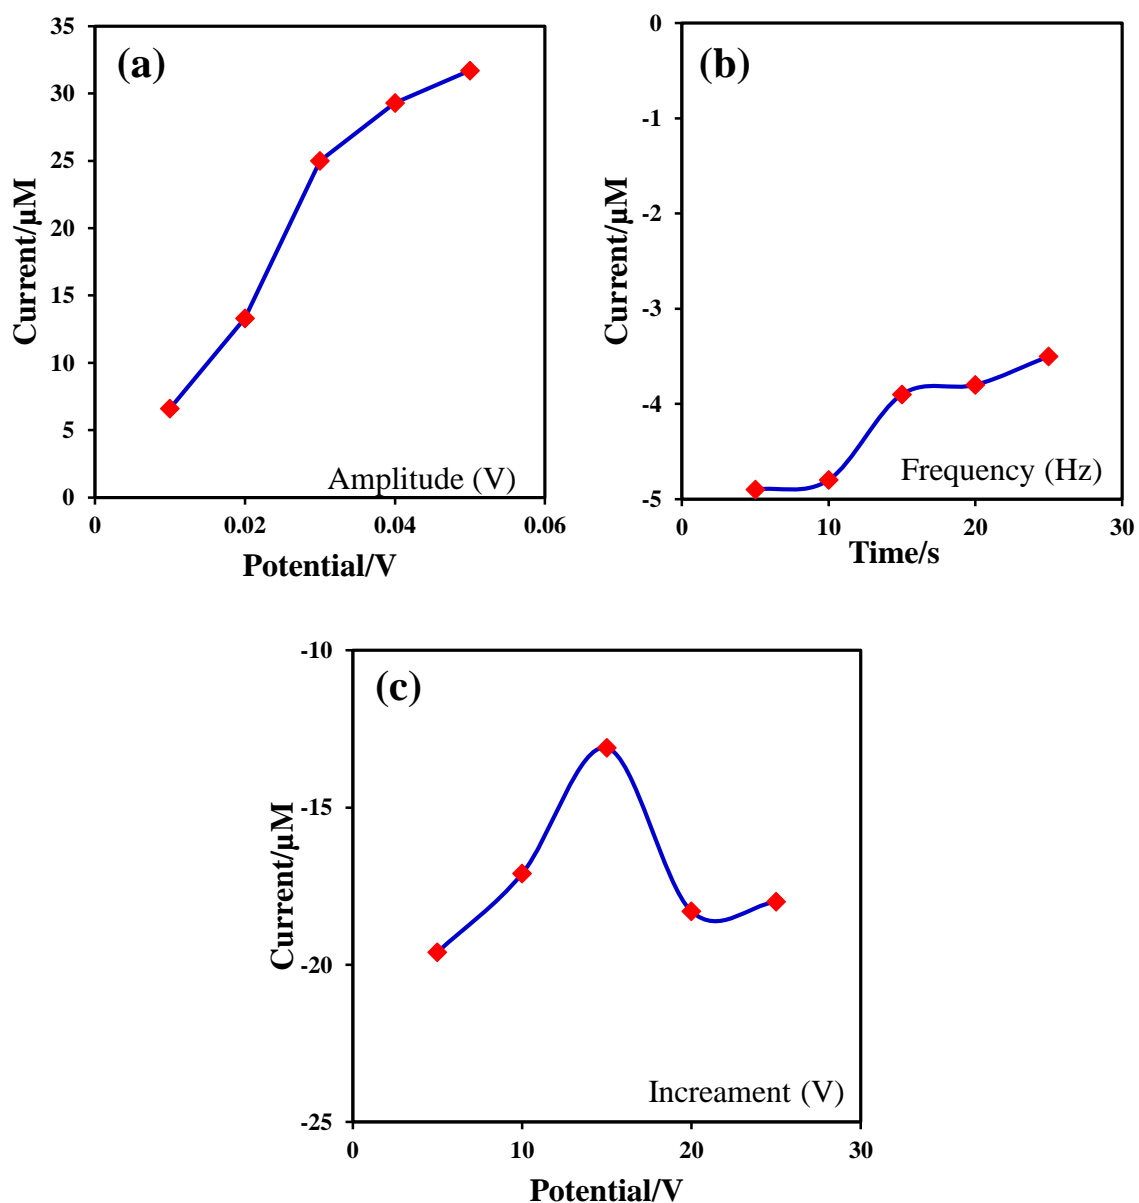 (a)
Current/µM
35
30
25
20
15
10
5
0
Amplitude (V)
0 0.02 0.04 0.06
Potential/V
(b)
Current/µM
0
-1
-2
-3
-4
-5
Frequency (Hz)
0 10 20 30
Time/s
(c)
Current/µM
-10
-15
-20
-25
Increament (V)
0 10 20 30
Potential/V